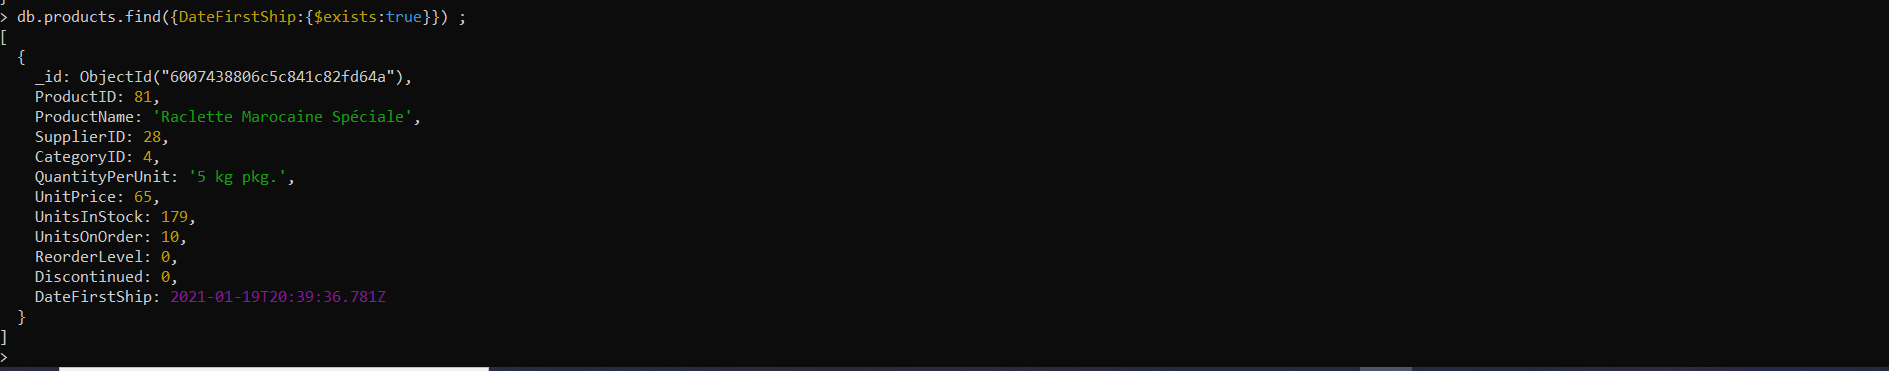 > db.products.find({DateFirstShip:{$exists:true}}) ;
[
  {
    _id: ObjectId("6007438806c5c841c82fd64a"),
    ProductID: 81,
    ProductName: 'Raclette Marocaine Spéciale',
    SupplierID: 28,
    CategoryID: 4,
    QuantityPerUnit: '5 kg pkg.',
    UnitPrice: 65,
    UnitsInStock: 179,
    UnitsOnOrder: 10,
    ReorderLevel: 0,
    Discontinued: 0,
    DateFirstShip: 2021-01-19T20:39:36.781Z
  }
]
>